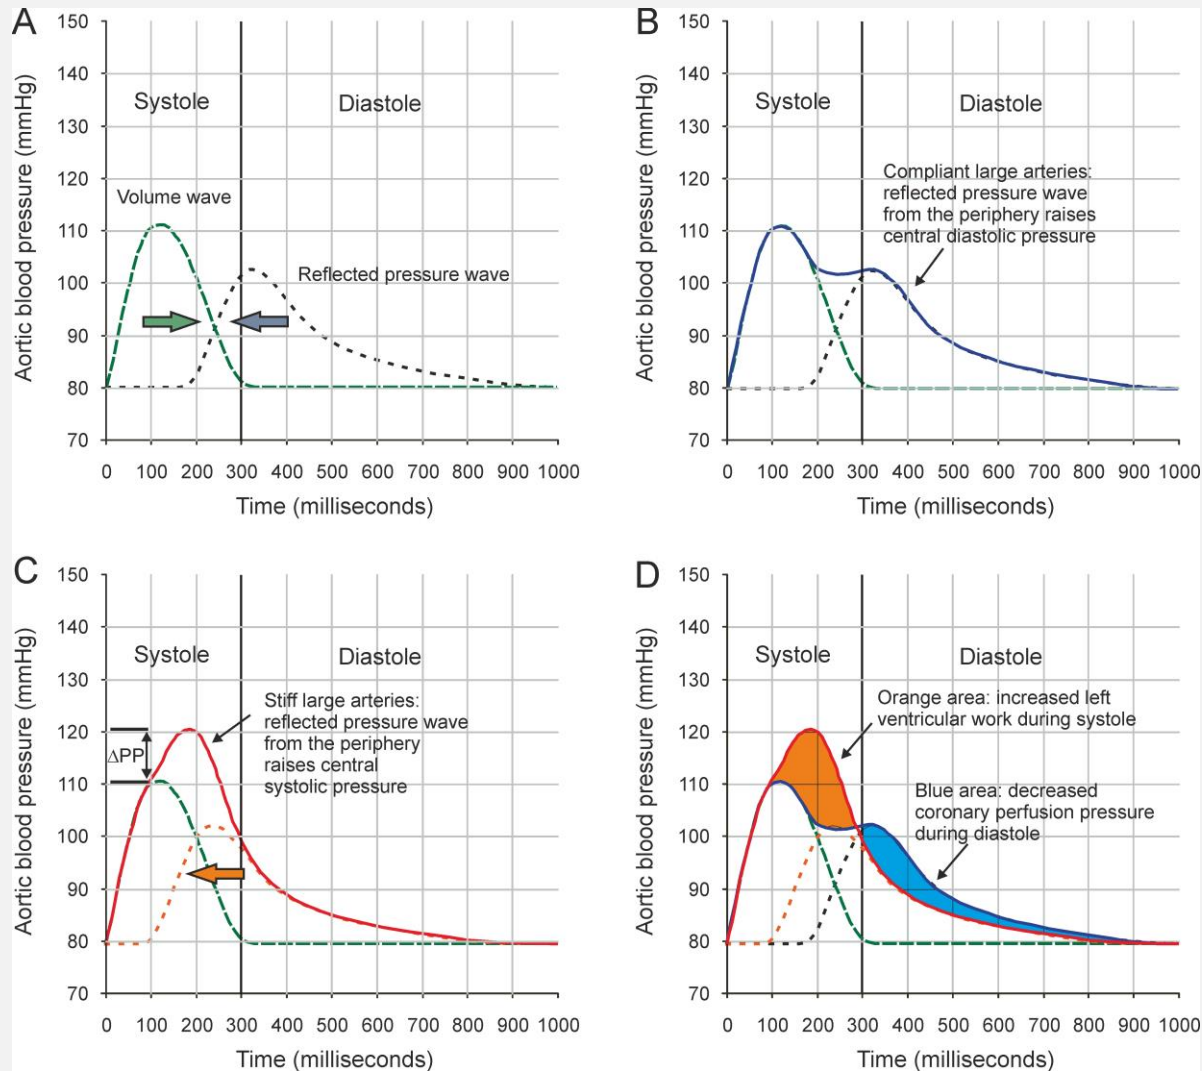 A
Aortic blood pressure (mmHg)
150
140
130
120
110
100
90
80
70
Systole
Diastole
Volume wave
Reflected pressure wave
0 100 200 300 400 500 600 700 800 900 1000
Time (milliseconds)
B
Aortic blood pressure (mmHg)
150
140
130
120
110
100
90
80
70
Systole
Diastole
Compliant large arteries:
reflected pressure wave
from the periphery raises
central diastolic pressure
0 100 200 300 400 500 600 700 800 900 1000
Time (milliseconds)
C
Aortic blood pressure (mmHg)
150
140
130
120
110
100
90
80
70
Systole
Diastole
Stiff large arteries:
reflected pressure wave
from the periphery
raises central
systolic pressure
ΔPP
0 100 200 300 400 500 600 700 800 900 1000
Time (milliseconds)
D
Aortic blood pressure (mmHg)
150
140
130
120
110
100
90
80
70
Systole
Diastole
Orange area: increased left
ventricular work during systole
Blue area: decreased
coronary perfusion pressure
during diastole
0 100 200 300 400 500 600 700 800 900 1000
Time (milliseconds)